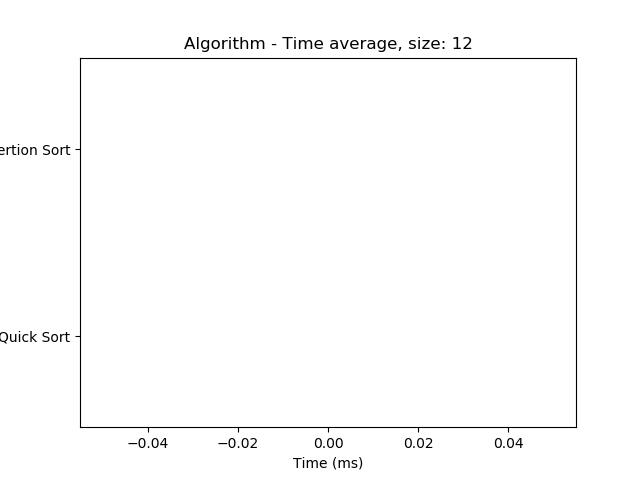 Algorithm - Time average, size: 12
ertion Sort
Quick Sort
−0.04 −0.02 0.00 0.02 0.04
Time (ms)